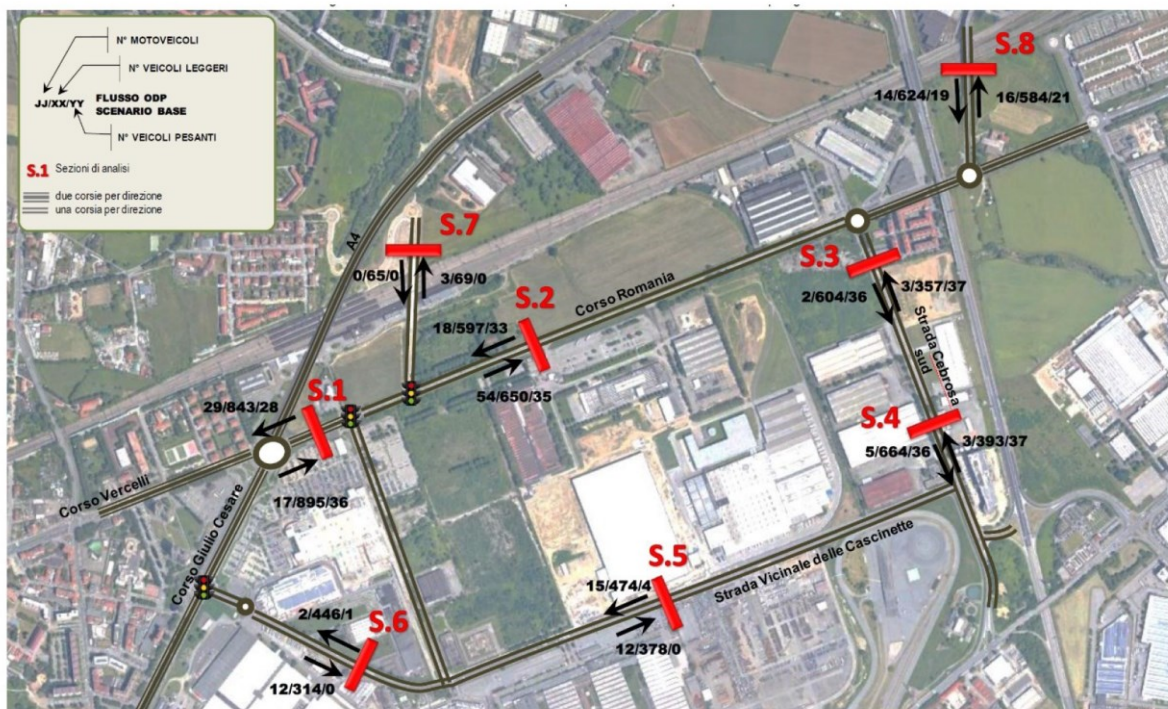 N° MOTOVEICOLI
N° VEICOLI LEGGERI
JJ/XX/YY FLUSSO ODP
SCENARIO BASE
N° VEICOLI PESANTI
S.1 Sezioni di analisi
due corsie per direzione
una corsia per direzione
S.8
14/624/19
16/584/21
A4
S.7
0/65/0
3/69/0
S.3
2/604/36
3/357/37
Corso Romania
S.2
18/597/33
54/650/35
Strada Cebrosa
sud
S.1
29/843/28
17/895/36
S.4
5/664/36
3/393/37
Corso Vercelli
Corso Giulio Cesare
S.5
15/474/4
12/378/0
Strada Vicinale delle Cascinette
S.6
2/446/1
12/314/0